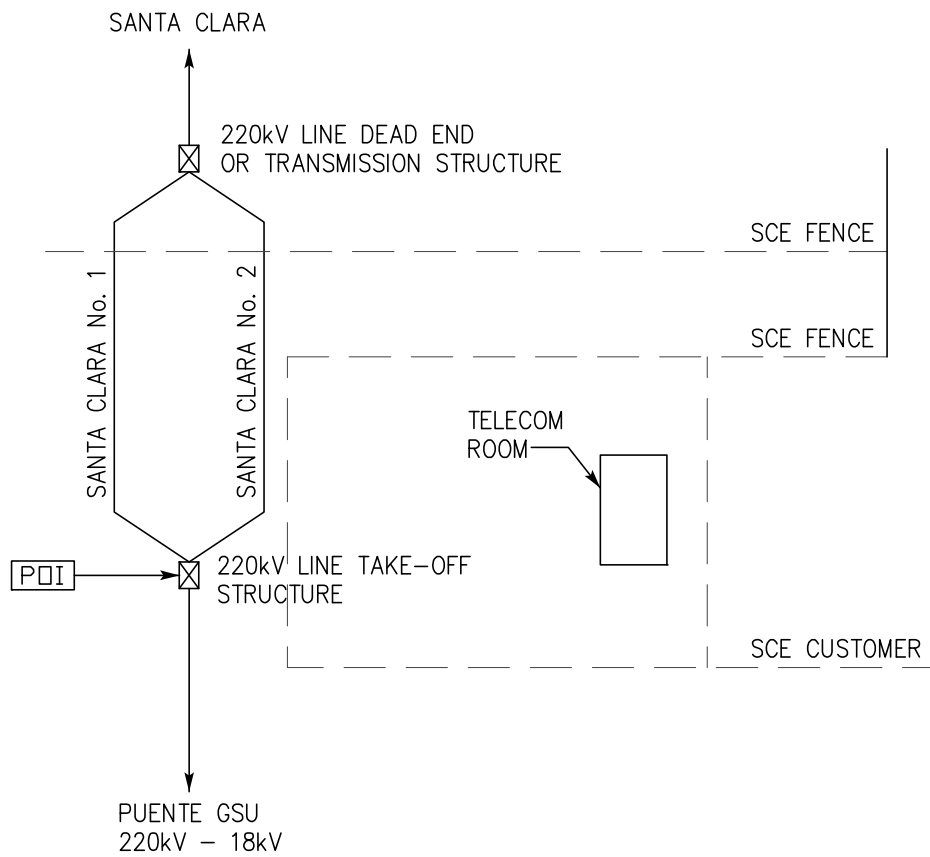 SANTA CLARA
220kV LINE DEAD END
OR TRANSMISSION STRUCTURE
SCE FENCE
SANTA CLARA No. 1
SANTA CLARA No. 2
SCE FENCE
TELECOM
ROOM
POI
220kV LINE TAKE-OFF
STRUCTURE
SCE CUSTOMER
PUENTE GSU
220kV - 18kV